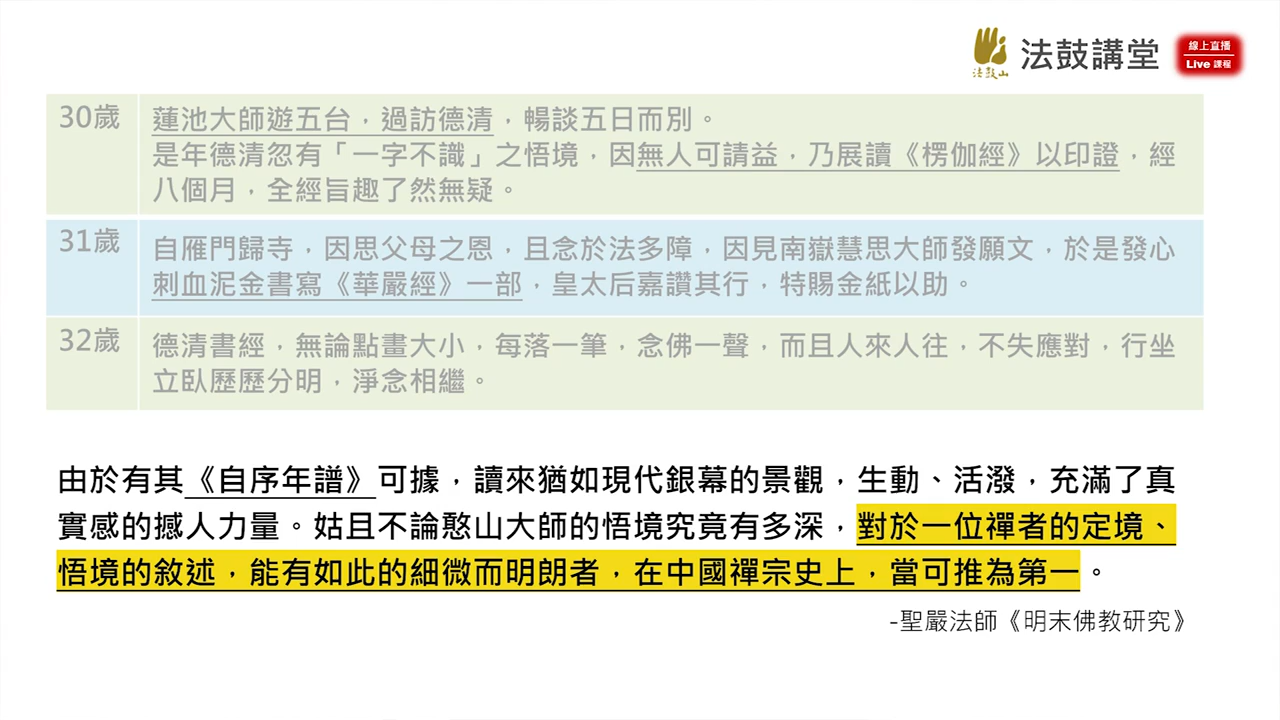 法鼓山
法鼓講堂
線上直播
Live 課程
30歲
蓮池大師遊五台，過訪德清，暢談五日而別。
是年德清忽有「一字不識」之悟境，因無人可請益，乃展讀《楞伽經》以印證，經
八個月，全經旨趣了然無疑。
31歲
自雁門歸寺，因思父母之恩，且念於法多障，因見南嶽慧思大師發願文，於是發心
刺血泥金書寫《華嚴經》一部，皇太后嘉讚其行，特賜金紙以助。
32歲
德清書經，無論點畫大小，每落一筆，念佛一聲，而且人來人往，不失應對，行坐
立臥歷歷分明，淨念相繼。
由於有其《自序年譜》可據，讀來猶如現代銀幕的景觀，生動、活潑，充滿了真
實感的撼人力量。姑且不論憨山大師的悟境究竟有多深，對於一位禪者的定境、
悟境的敘述，能有如此的細微而明朗者，在中國禪宗史上，當可推為第一。
-聖嚴法師《明末佛教研究》